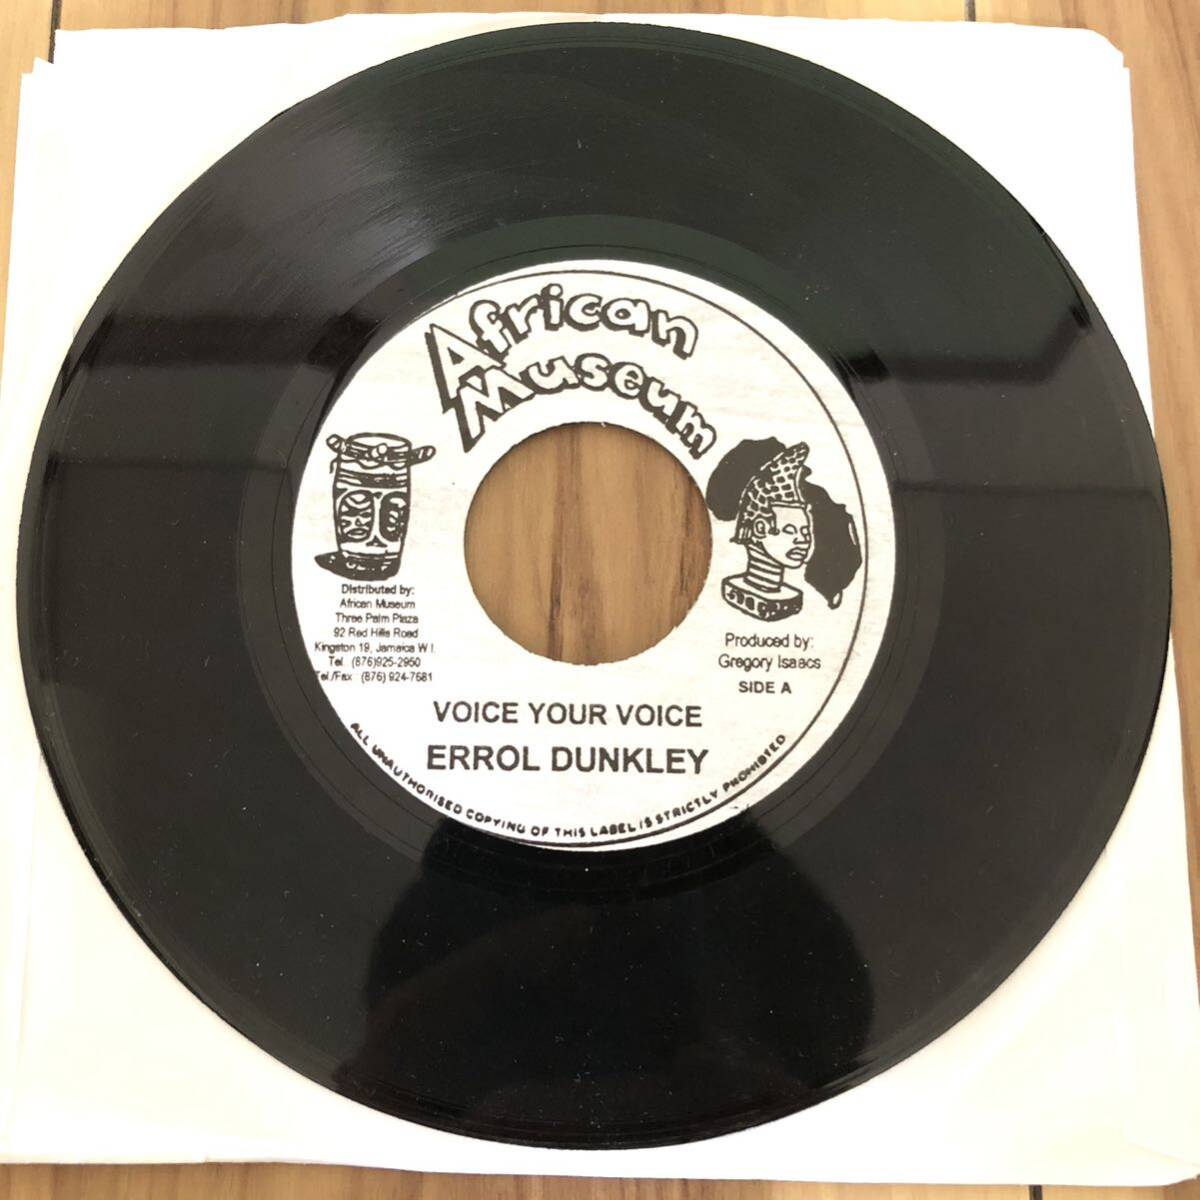 African
Museum
Distributed by:
African Museum
Three Palm Plaza
92 Red Hills Road
Kingston 19, Jamaica W I.
Tel. (876)925-2950
Tel./Fax (876) 924-7681
Produced by:
Gregory Isaacs
SIDE A
VOICE YOUR VOICE
ERROL DUNKLEY
ALL UNAUTHORISED COPYING OF THIS LABEL IS STRICTLY PROHIBITED